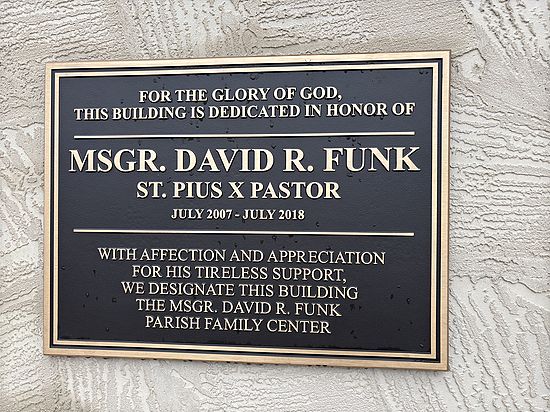 FOR THE GLORY OF GOD,
THIS BUILDING IS DEDICATED IN HONOR OF
MSGR. DAVID R. FUNK
ST. PIUS X PASTOR
JULY 2007 - JULY 2018
WITH AFFECTION AND APPRECIATION
FOR HIS TIRELESS SUPPORT,
WE DESIGNATE THIS BUILDING
THE MSGR. DAVID R. FUNK
PARISH FAMILY CENTER